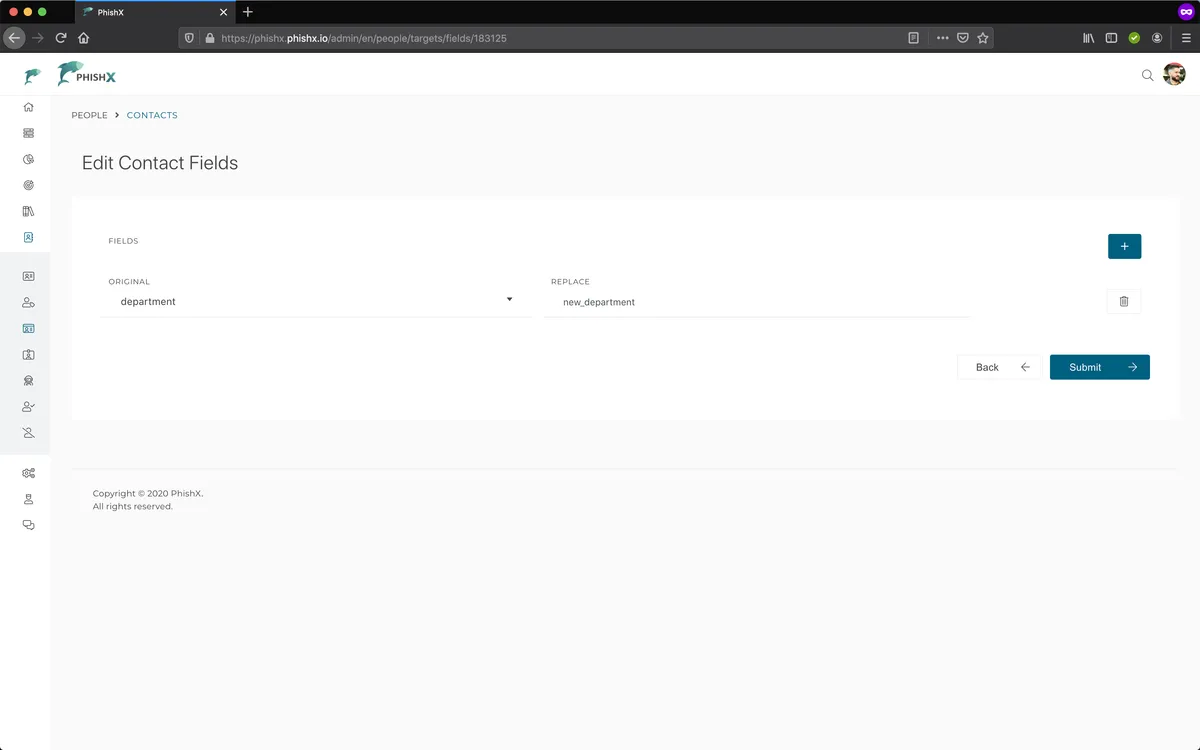 PhishX
https://phishx.phishx.io/admin/en/people/targets/fields/183125
PHISHX
PEOPLE > CONTACTS
Edit Contact Fields
FIELDS
ORIGINAL
REPLACE
department
new_department
Back
Submit
Copyright © 2020 PhishX.
All rights reserved.